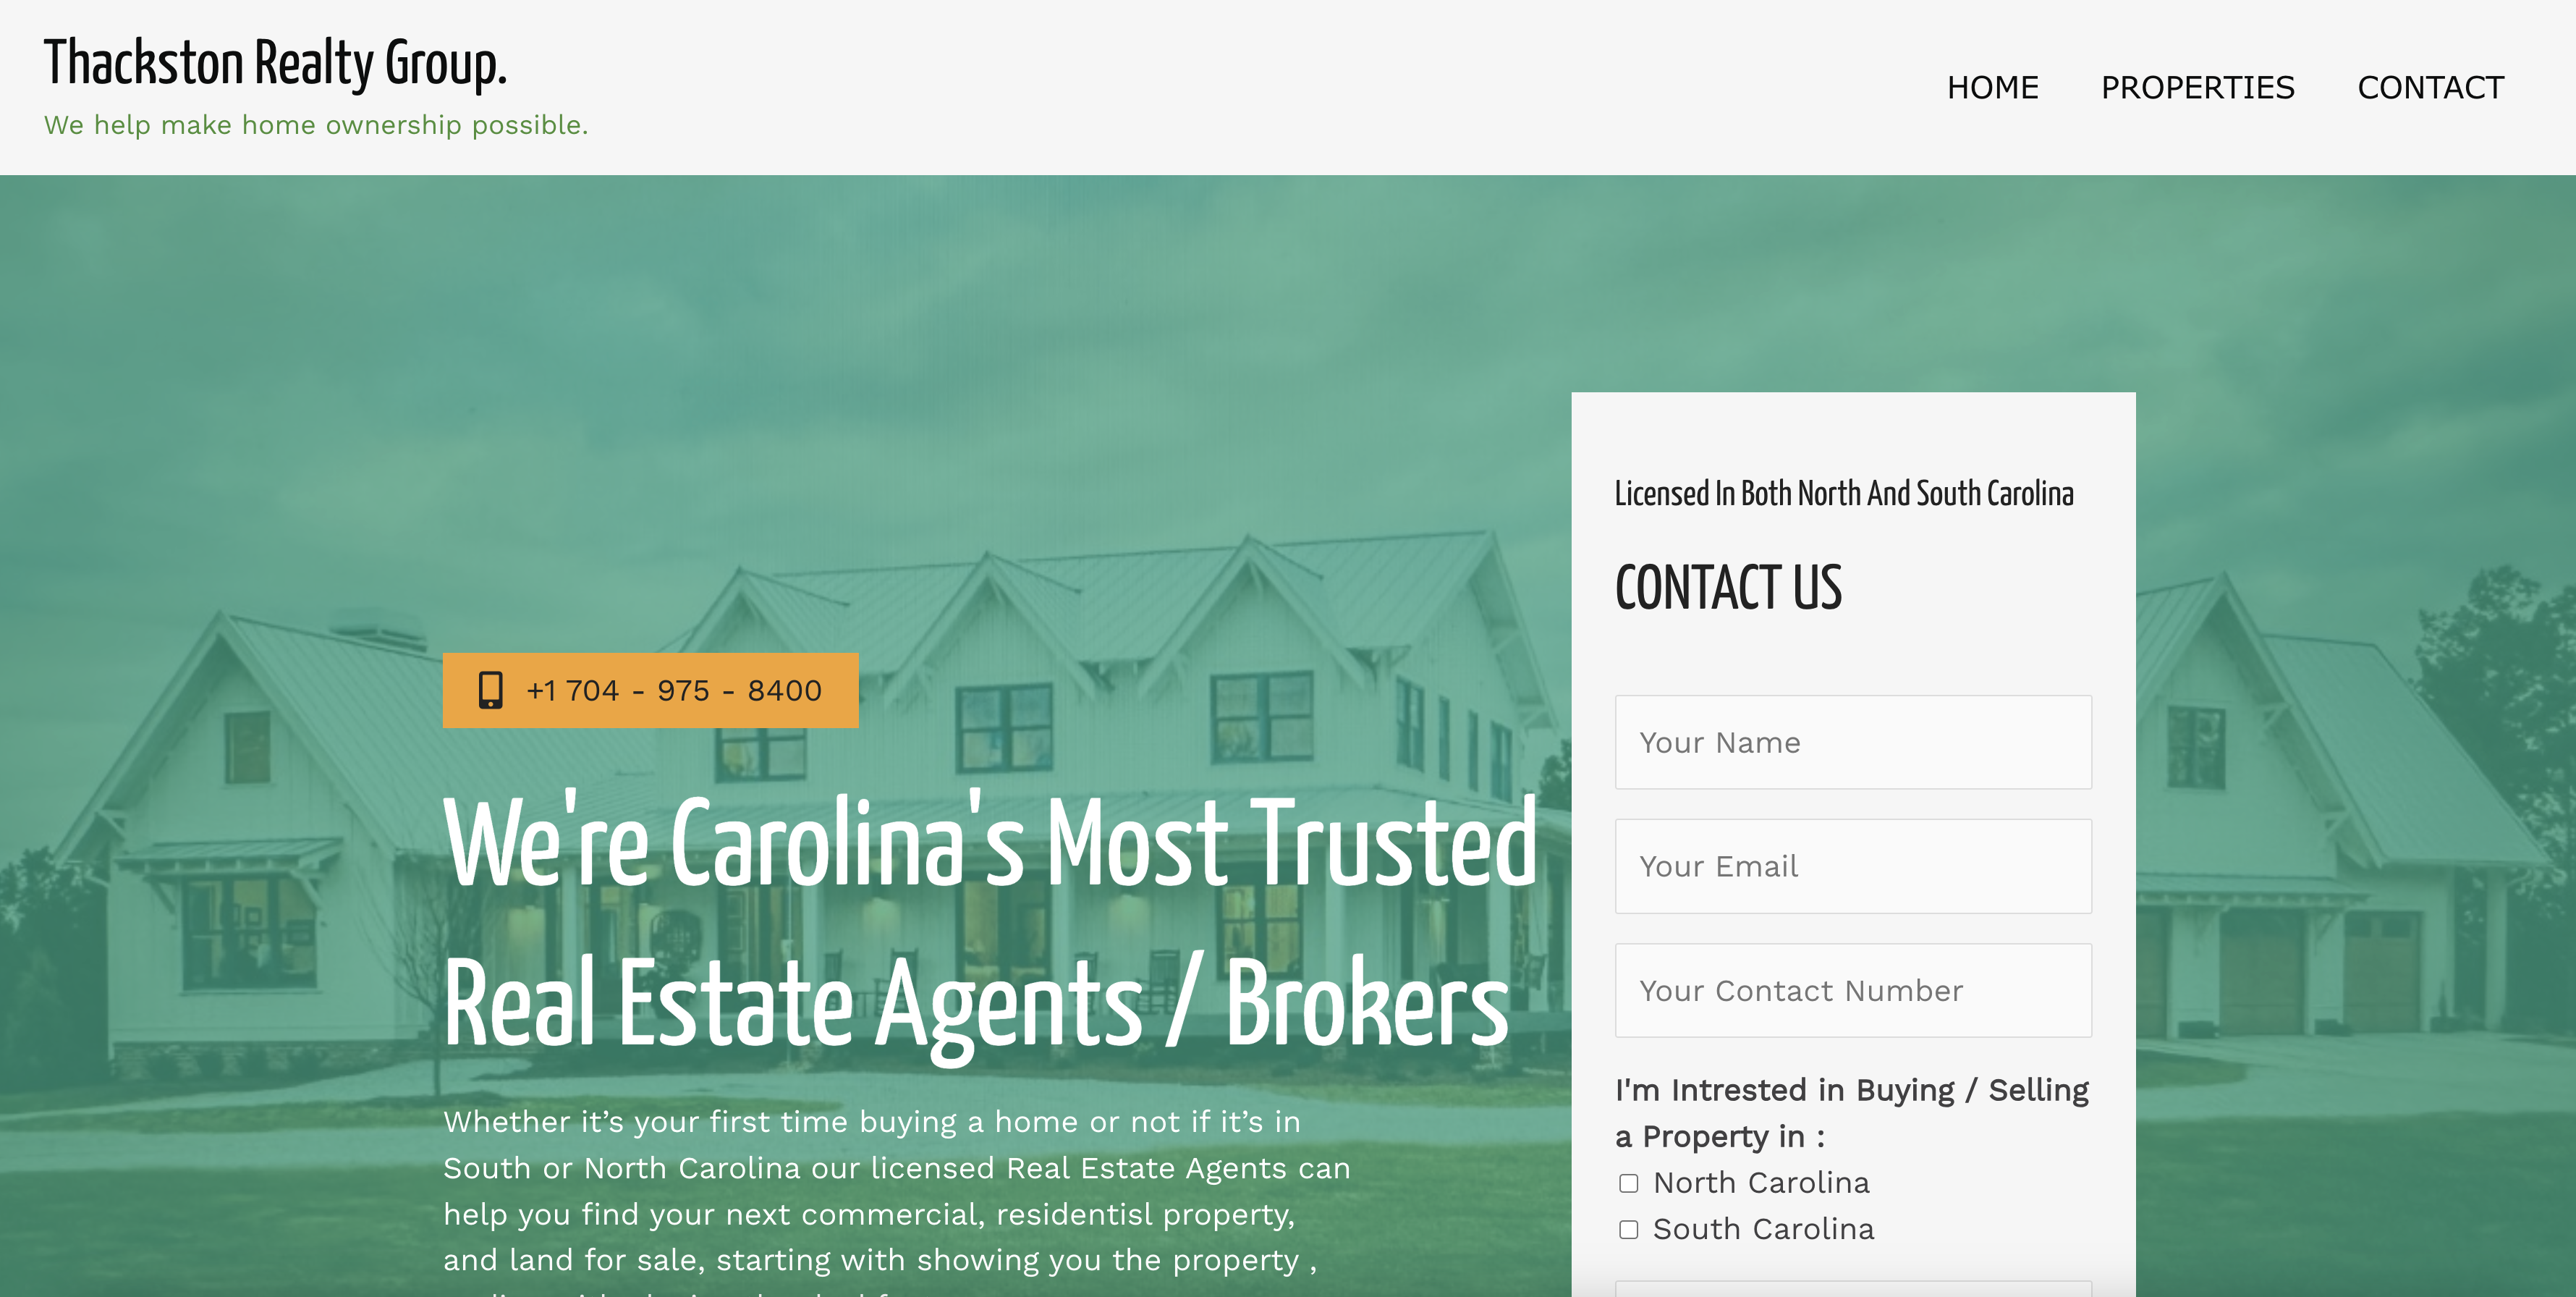 Thackston Realty Group.
We help make home ownership possible.
HOME PROPERTIES CONTACT
+1 704 - 975 - 8400
We're Carolina's Most Trusted
Real Estate Agents / Brokers
Whether it’s your first time buying a home or not if it’s in
South or North Carolina our licensed Real Estate Agents can
help you find your next commercial, residentisl property,
and land for sale, starting with showing you the property ,
Licensed In Both North And South Carolina
CONTACT US
Your Name
Your Email
Your Contact Number
I'm Intrested in Buying / Selling
a Property in :
North Carolina
South Carolina